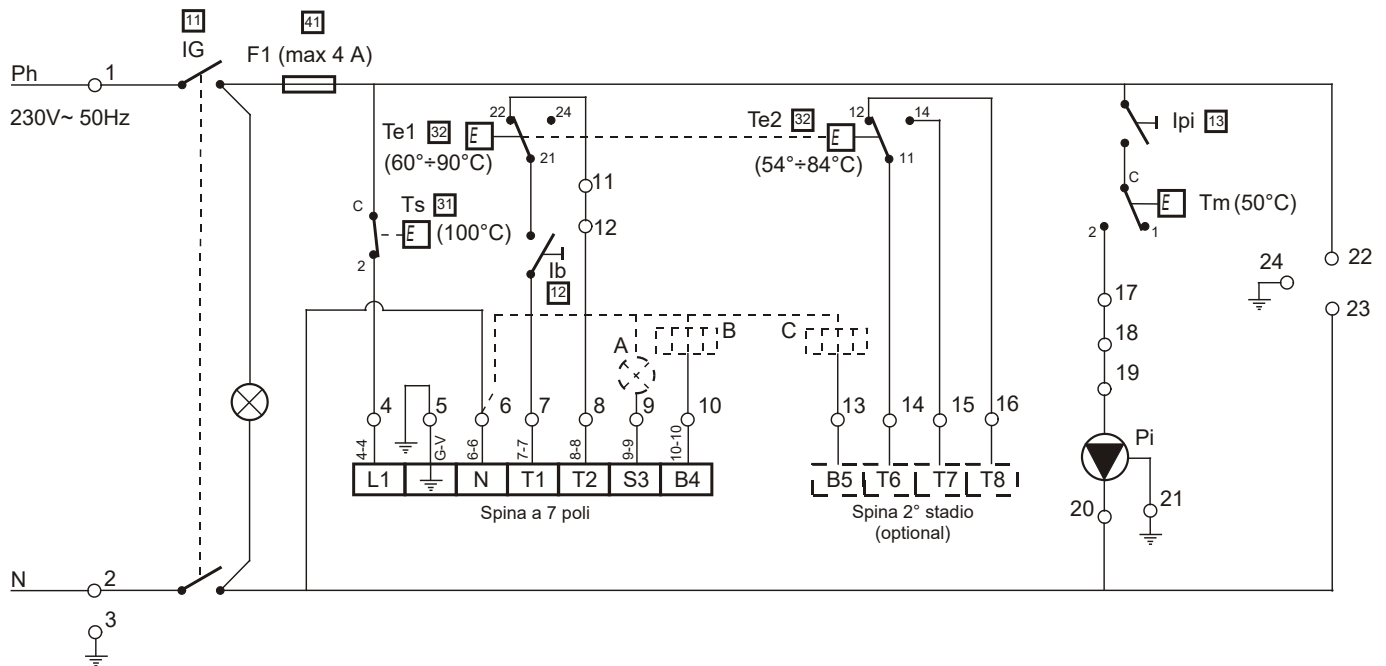 11
IG
41
F1 (max 4 A)
Ph
1
230V~ 50Hz
22
24
Te1 32
E
21
(60°÷90°C)
12
14
Te2 32
E
11
(54°÷84°C)
Ipi 13
C
E
Tm (50°C)
2
1
11
12
C
Ts 31
E
(100°C)
2
Ib
12
24
22
23
17
18
19
A
B
C
4
5
6
7
8
9
10
13
14
15
16
4-4
G-V
6-6
7-7
8-8
9-9
10-10
L1
N
T1
T2
S3
B4
B5
T6
T7
T8
Spina a 7 poli
Spina 2° stadio
(optional)
Pi
20
21
N
2
3